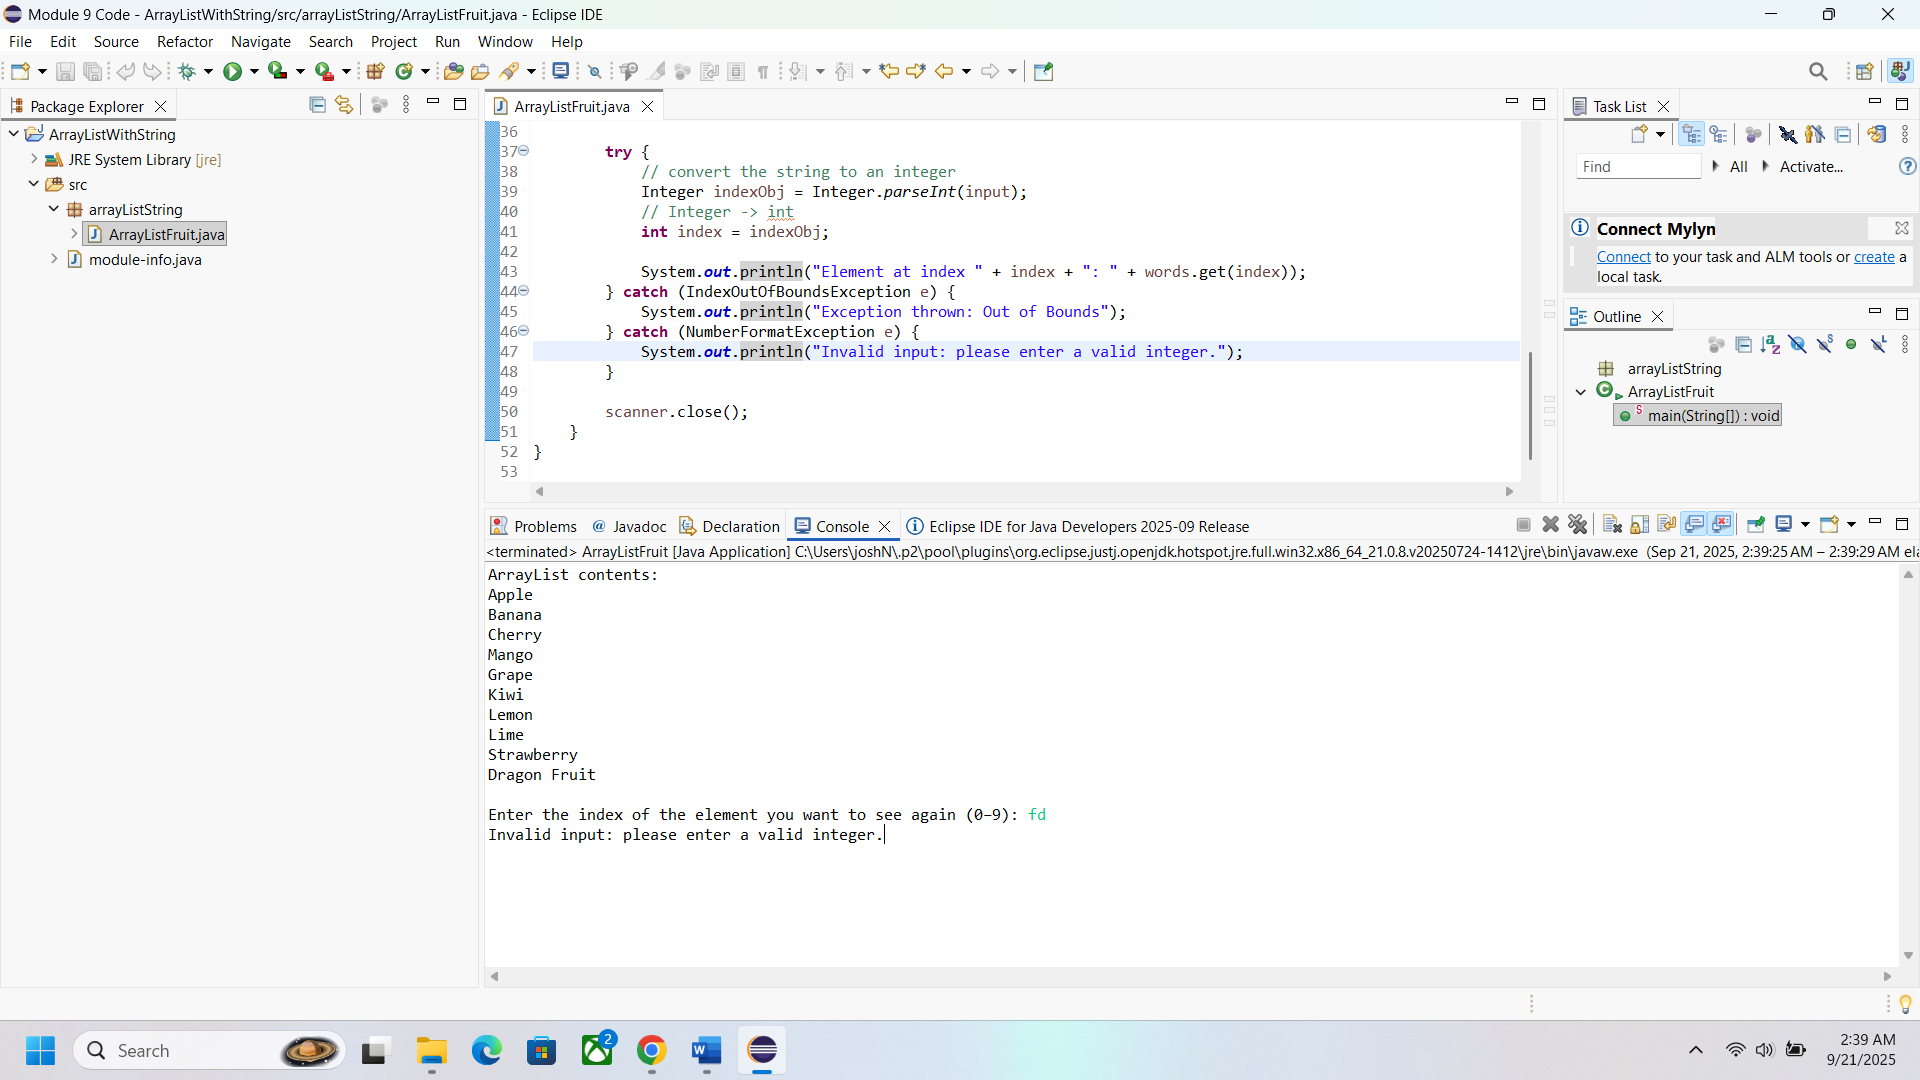 Module 9 Code - ArrayListWithString/src/arrayListString/ArrayListFruit.java - Eclipse IDE
File Edit Source Refactor Navigate Search Project Run Window Help
Package Explorer
ArrayListWithString
JRE System Library [jre]
src
arrayListString
ArrayListFruit.java
module-info.java
ArrayListFruit.java
36
37 try {
38 // convert the string to an integer
39 Integer indexObj = Integer.parseInt(input);
40 // Integer -> int
41 int index = indexObj;
42
43 System.out.println("Element at index " + index + ": " + words.get(index));
44 } catch (IndexOutOfBoundsException e) {
45 System.out.println("Exception thrown: Out of Bounds");
46 } catch (NumberFormatException e) {
47 System.out.println("Invalid input: please enter a valid integer.");
48 }
49
50 scanner.close();
51 }
52 }
53
Task List
Find All Activate...
Connect Mylyn
Connect to your task and ALM tools or create a
local task.
Outline
arrayListString
ArrayListFruit
main(String[]) : void
Problems Javadoc Declaration Console Eclipse IDE for Java Developers 2025-09 Release
<terminated> ArrayListFruit [Java Application] C:\Users\joshN\.p2\pool\plugins\org.eclipse.justj.openjdk.hotspot.jre.full.win32.x86_64_21.0.8.v20250724-1412\jre\bin\javaw.exe (Sep 21, 2025, 2:39:25 AM – 2:39:29 AM ela
ArrayList contents:
Apple
Banana
Cherry
Mango
Grape
Kiwi
Lemon
Lime
Strawberry
Dragon Fruit
Enter the index of the element you want to see again (0–9): fd
Invalid input: please enter a valid integer.
Search
2
2:39 AM
9/21/2025